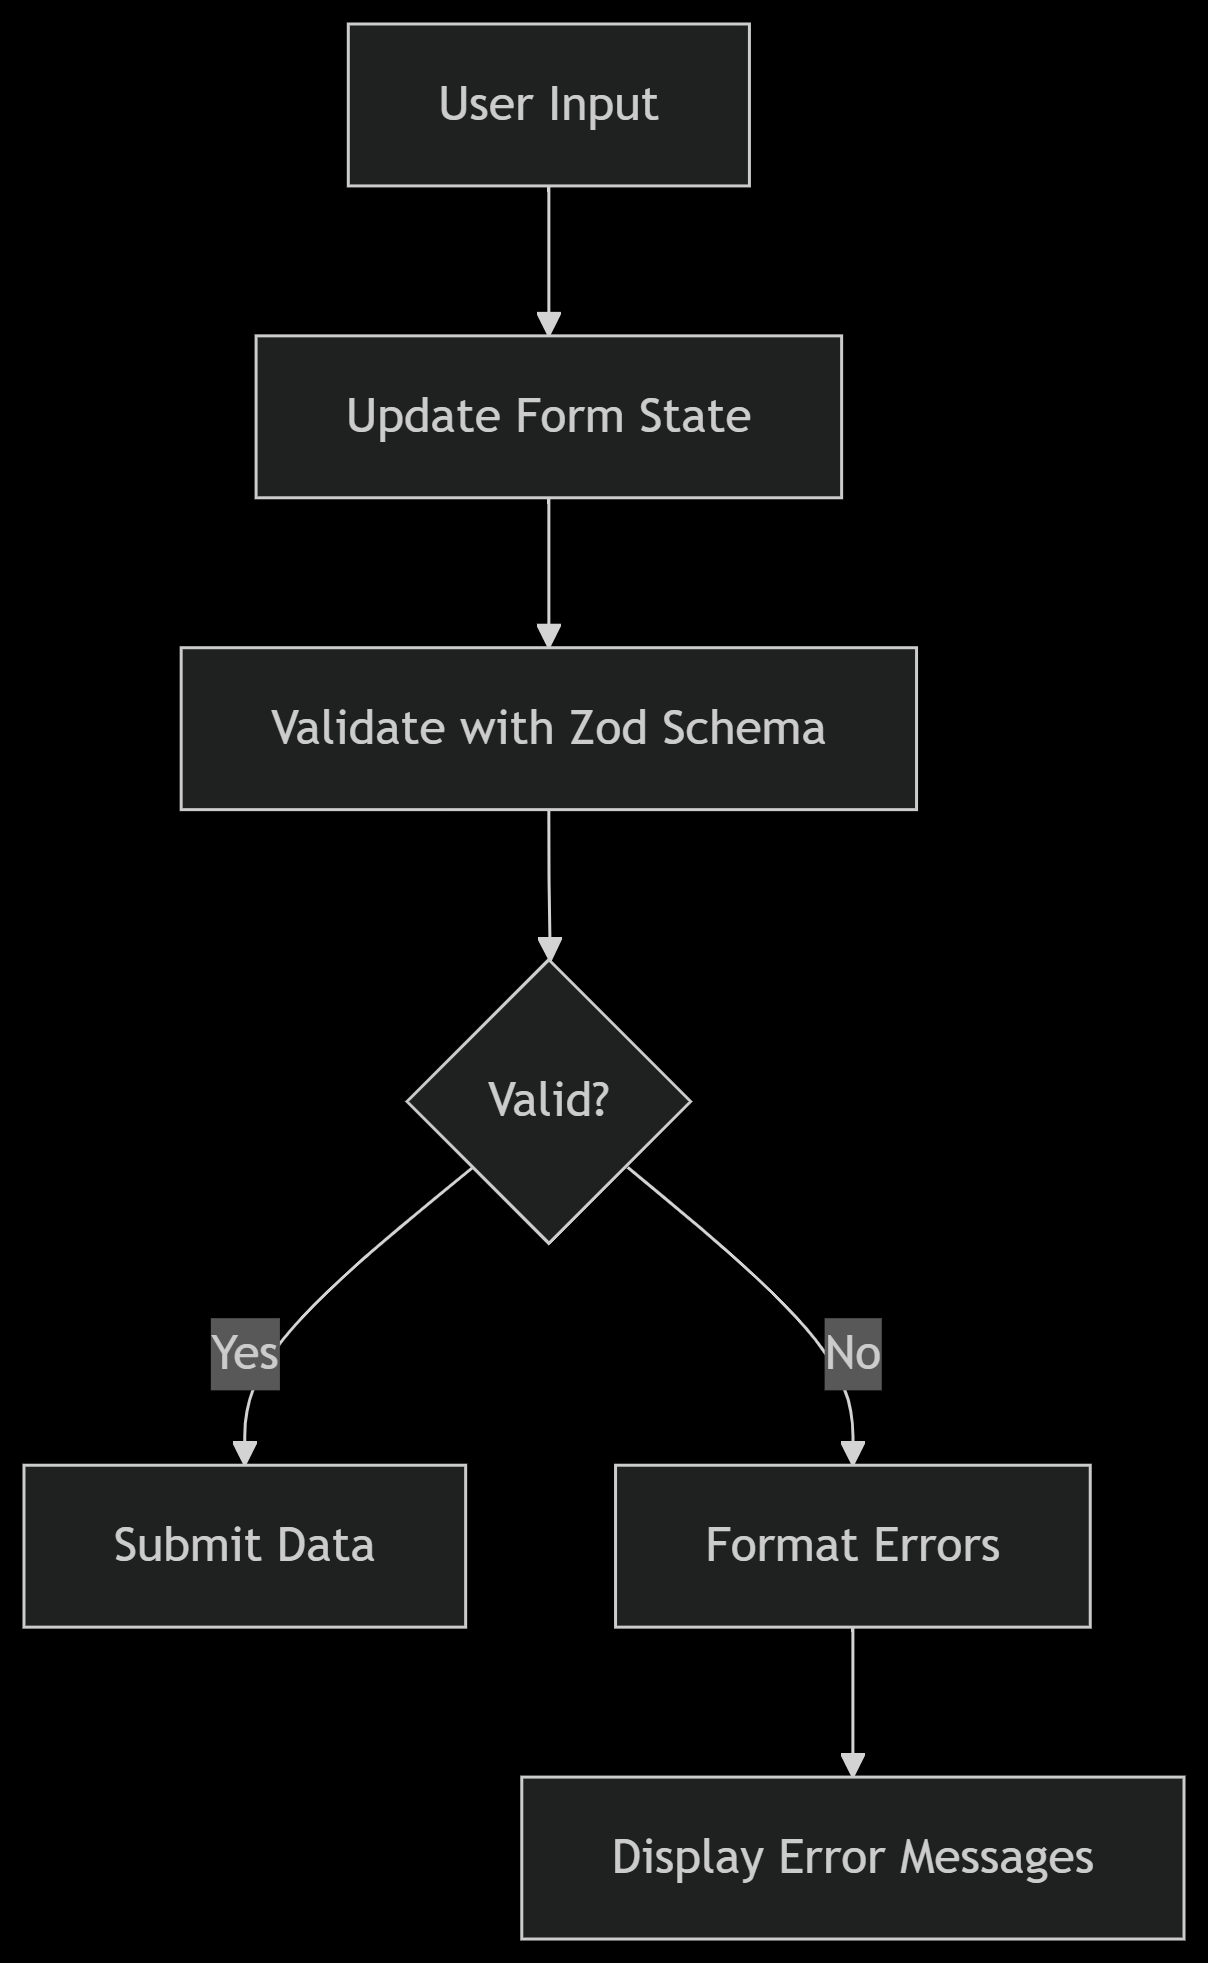 User Input
Update Form State
Validate with Zod Schema
Valid?
Yes
No
Submit Data
Format Errors
Display Error Messages